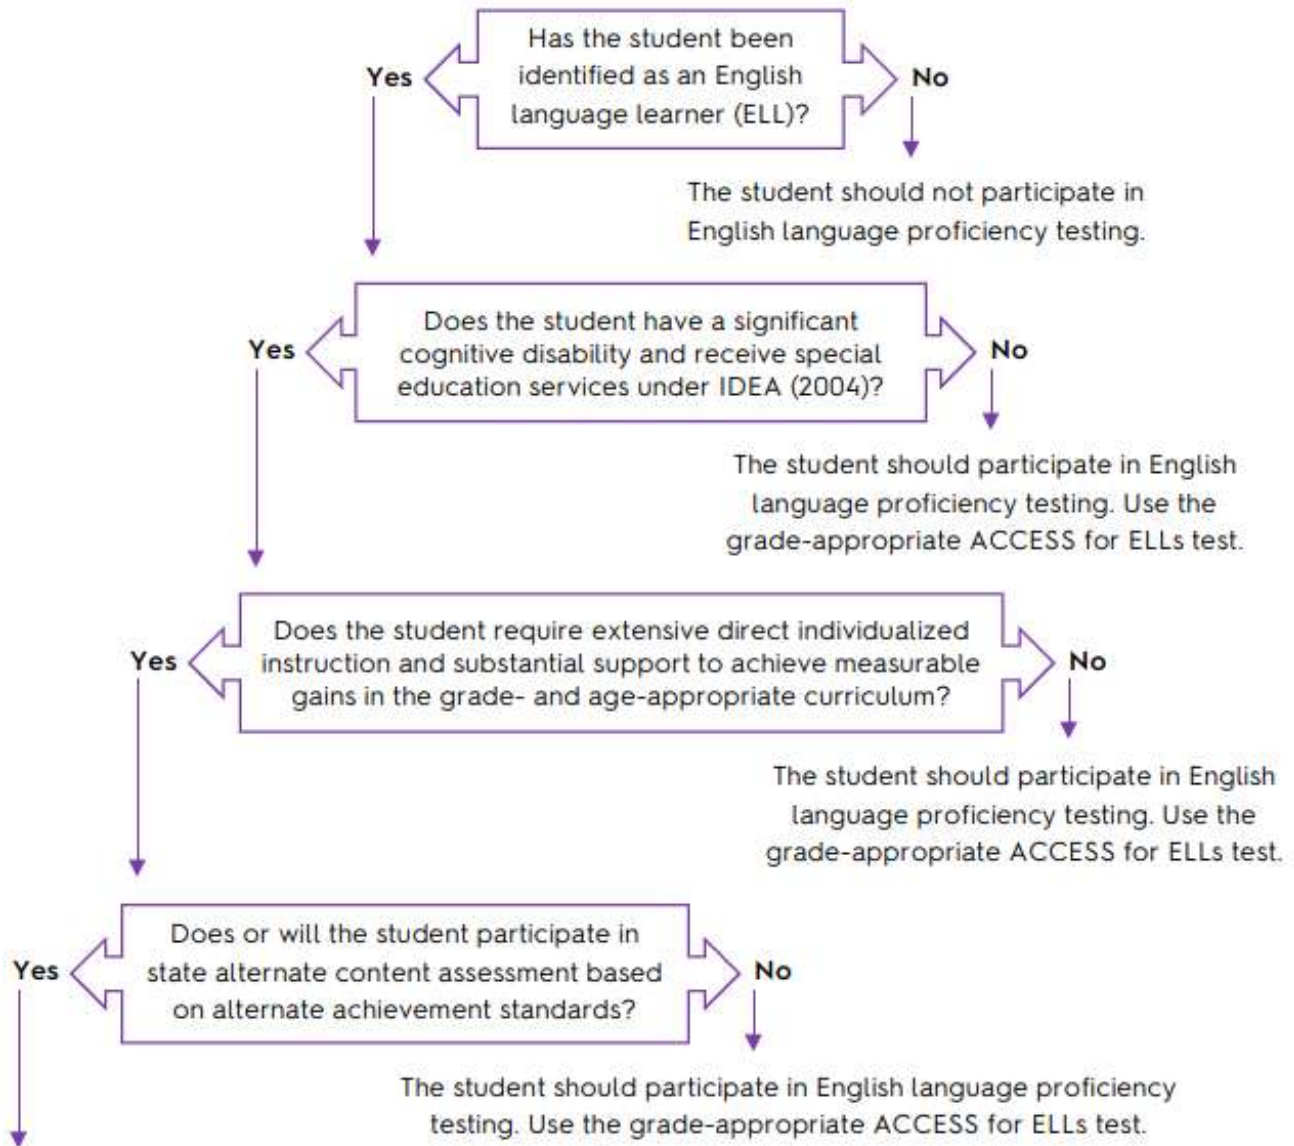 Has the student been
identified as an English
language learner (ELL)?
Yes
No
The student should not participate in
English language proficiency testing.
Does the student have a significant
cognitive disability and receive special
education services under IDEA (2004)?
Yes
No
The student should participate in English
language proficiency testing. Use the
grade-appropriate ACCESS for ELLs test.
Does the student require extensive direct individualized
instruction and substantial support to achieve measurable
gains in the grade- and age-appropriate curriculum?
Yes
No
The student should participate in English
language proficiency testing. Use the
grade-appropriate ACCESS for ELLs test.
Does or will the student participate in
state alternate content assessment based
on alternate achievement standards?
Yes
No
The student should participate in English language proficiency
testing. Use the grade-appropriate ACCESS for ELLs test.